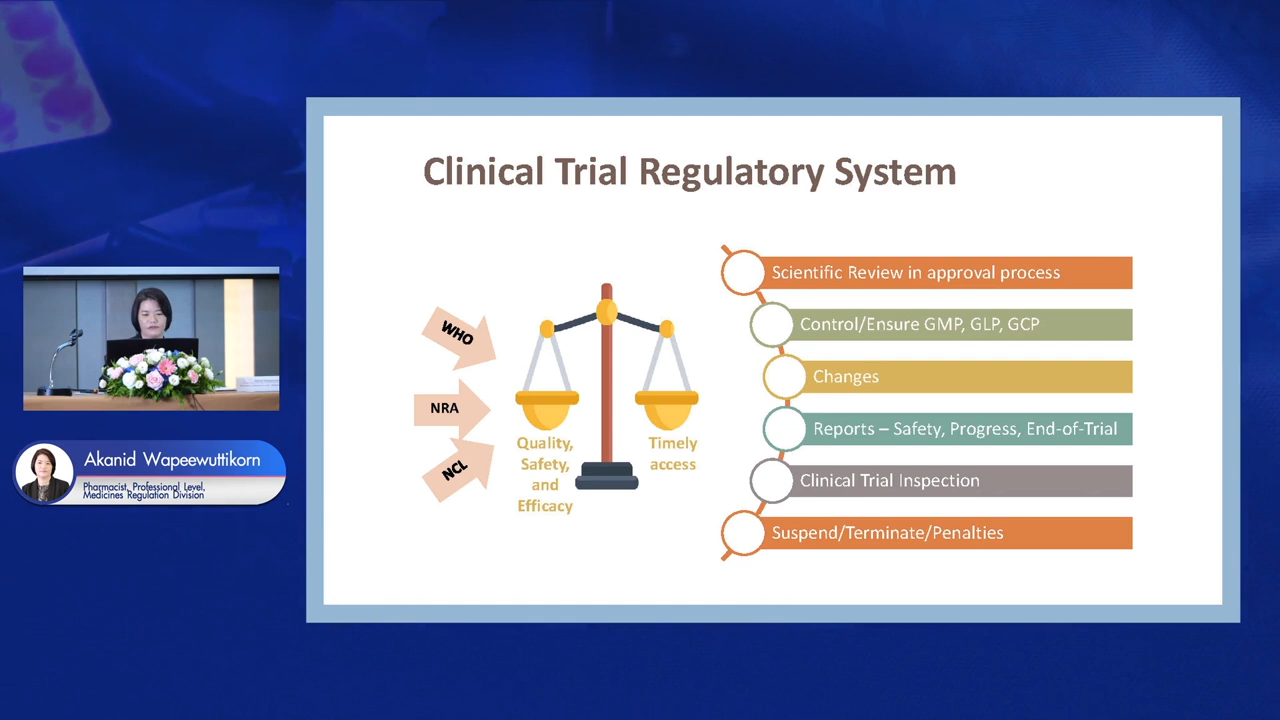 Clinical Trial Regulatory System
WHO
NRA
NCL
Quality,
Safety,
and
Efficacy
Timely
access
Scientific Review in approval process
Control/Ensure GMP, GLP, GCP
Changes
Reports – Safety, Progress, End-of-Trial
Clinical Trial Inspection
Suspend/Terminate/Penalties
Akanid Wapeewuttikorn
Pharmacist, Professional Level,
Medicines Regulation Division